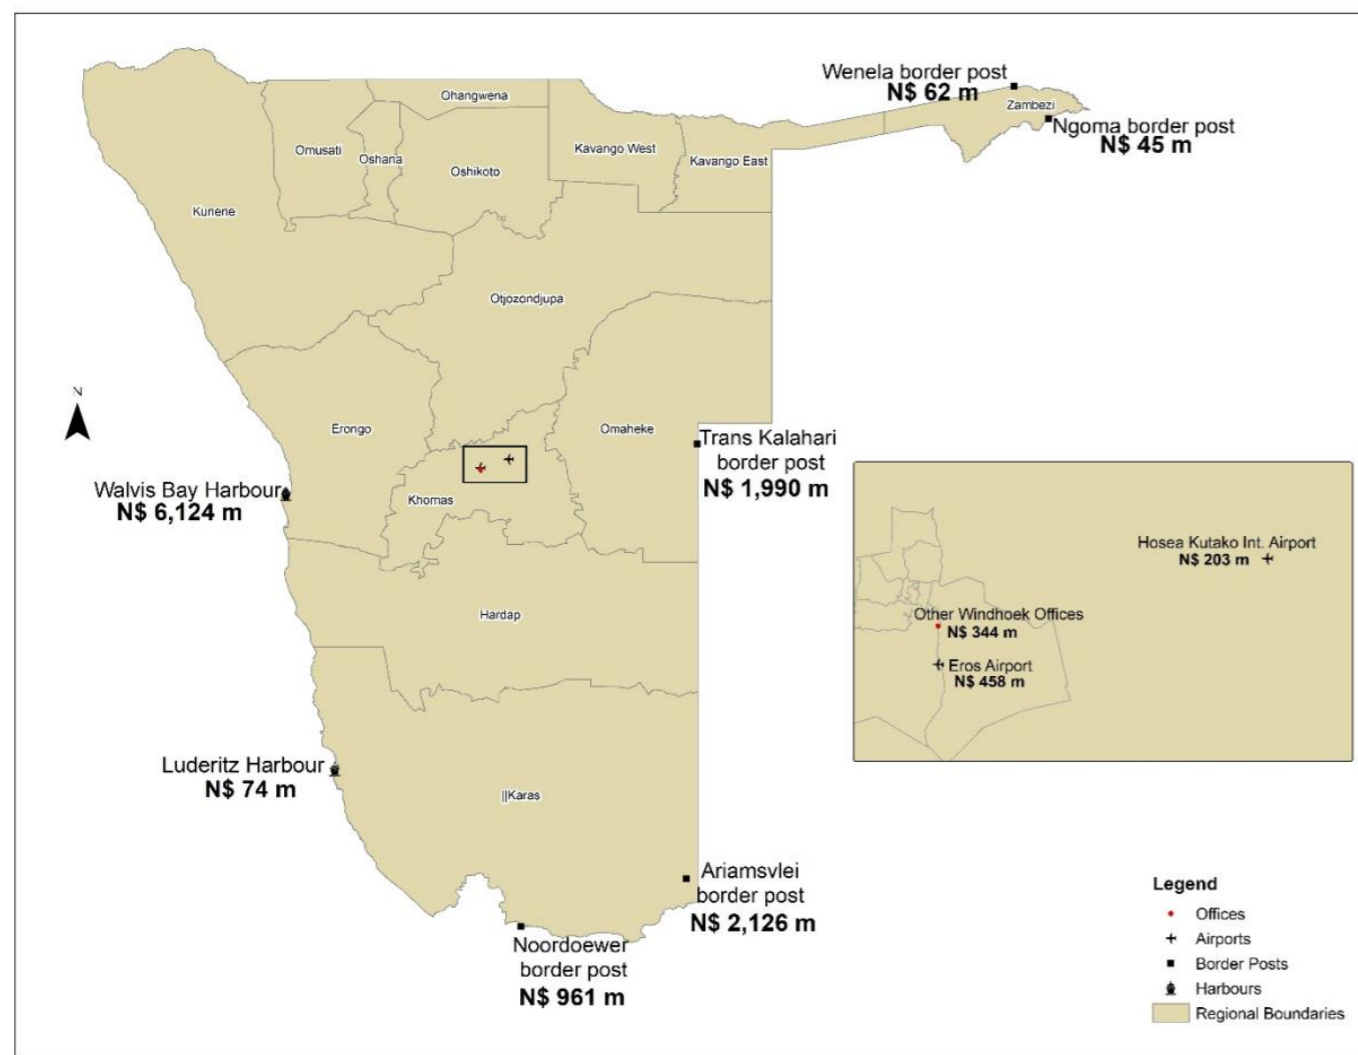 Wenela border post
N$ 62 m
Zambezi
Ngoma border post
N$ 45 m
Ohangwena
Omusati
Oshana
Oshikoto
Kavango West
Kavango East
Kunene
Otjozondjupa
N
Erongo
Omaheke
Trans Kalahari
border post
N$ 1,990 m
Walvis Bay Harbour
N$ 6,124 m
Khomas
Hosea Kutako Int. Airport
N$ 203 m
Other Windhoek Offices
N$ 344 m
Eros Airport
N$ 458 m
Hardap
Luderitz Harbour
N$ 74 m
||Karas
Ariamsvlei
border post
N$ 2,126 m
Noordoewer
border post
N$ 961 m
Legend
Offices
Airports
Border Posts
Harbours
Regional Boundaries